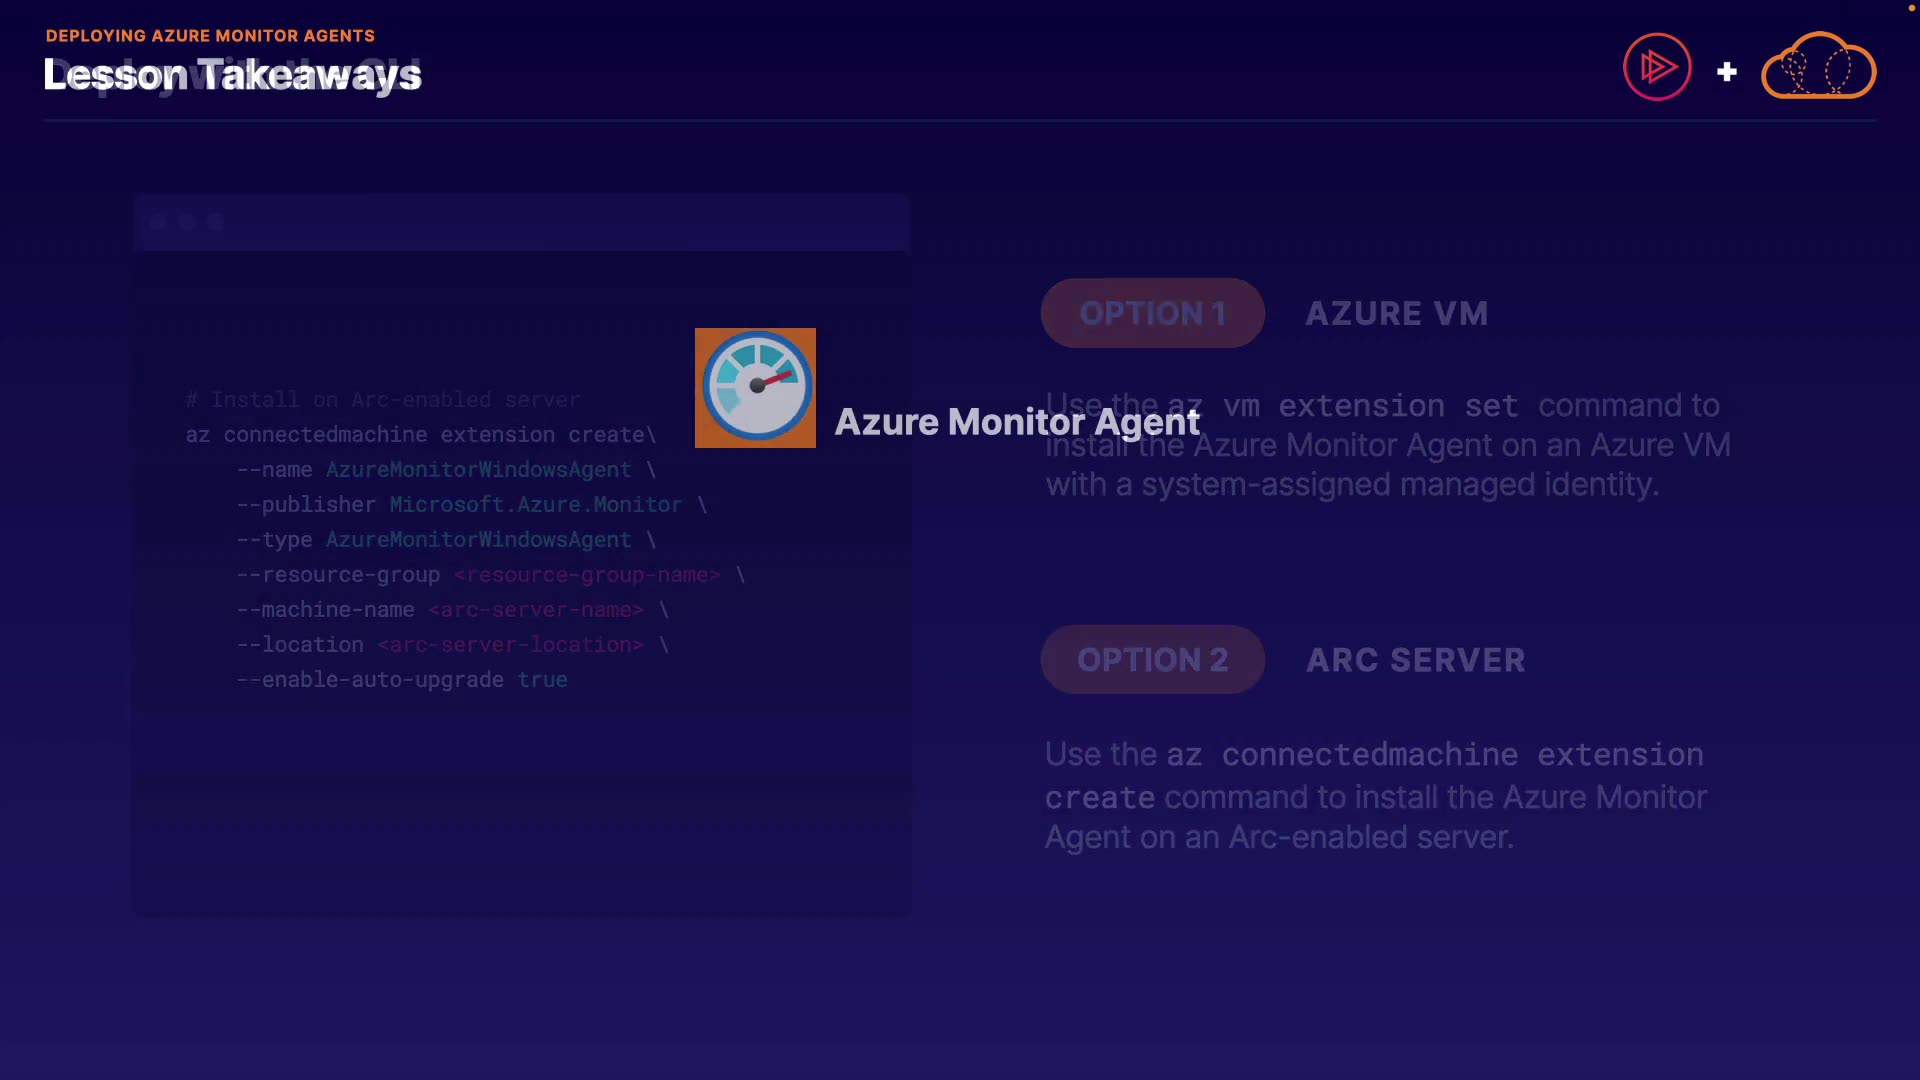 DEPLOYING AZURE MONITOR AGENTS
Lesson Takeaways
Deploy with the CLI
# Install on Arc-enabled server
az connectedmachine extension create\
--name AzureMonitorWindowsAgent \
--publisher Microsoft.Azure.Monitor \
--type AzureMonitorWindowsAgent \
--resource-group <resource-group-name> \
--machine-name <arc-server-name> \
--location <arc-server-location> \
--enable-auto-upgrade true
Azure Monitor Agent
OPTION 1
AZURE VM
Use the az vm extension set command to
install the Azure Monitor Agent on an Azure VM
with a system-assigned managed identity.
OPTION 2
ARC SERVER
Use the az connectedmachine extension
create command to install the Azure Monitor
Agent on an Arc-enabled server.